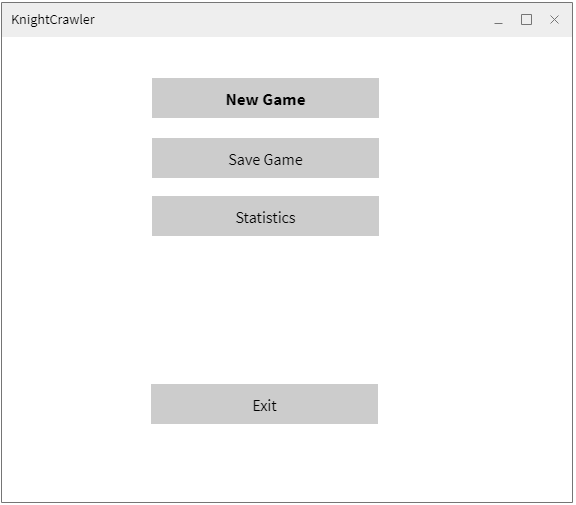 KnightCrawler
New Game
Save Game
Statistics
Exit